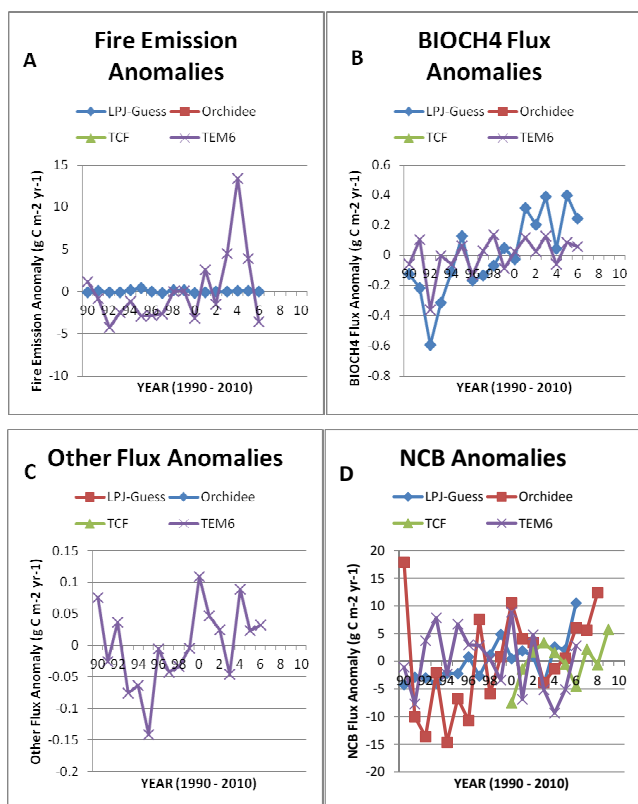 A
Fire Emission
Anomalies
LPJ-Guess Orchidee
TCF TEM6
15
10
5
0
-5
-10
90 92 94 96 98 0 2 4 6 8 10
Fire Emission Anomaly (g C m-2 yr-1)
YEAR (1990 - 2010)
B
BIOCH4 Flux
Anomalies
LPJ-Guess Orchidee
TCF TEM6
0.6
0.4
0.2
0
-0.2
-0.4
-0.6
-0.8
90 92 94 96 98 0 2 4 6 8 10
BIOCH4 Flux Anomaly (g C m-2 yr-1)
YEAR (1990 - 2010)
C
Other Flux Anomalies
LPJ-Guess Orchidee
TCF TEM6
0.15
0.1
0.05
0
-0.05
-0.1
-0.15
-0.2
90 92 94 96 98 0 2 4 6 8 10
Other Flux Anomaly (g C m-2 yr-1)
YEAR (1990 - 2010)
D
NCB Anomalies
LPJ-Guess Orchidee
TCF TEM6
20
15
10
5
0
-5
-10
-15
-20
90 92 94 96 98 0 2 4 6 8 10
NCB Flux Anomaly (g C m-2 yr-1)
YEAR (1990 - 2010)